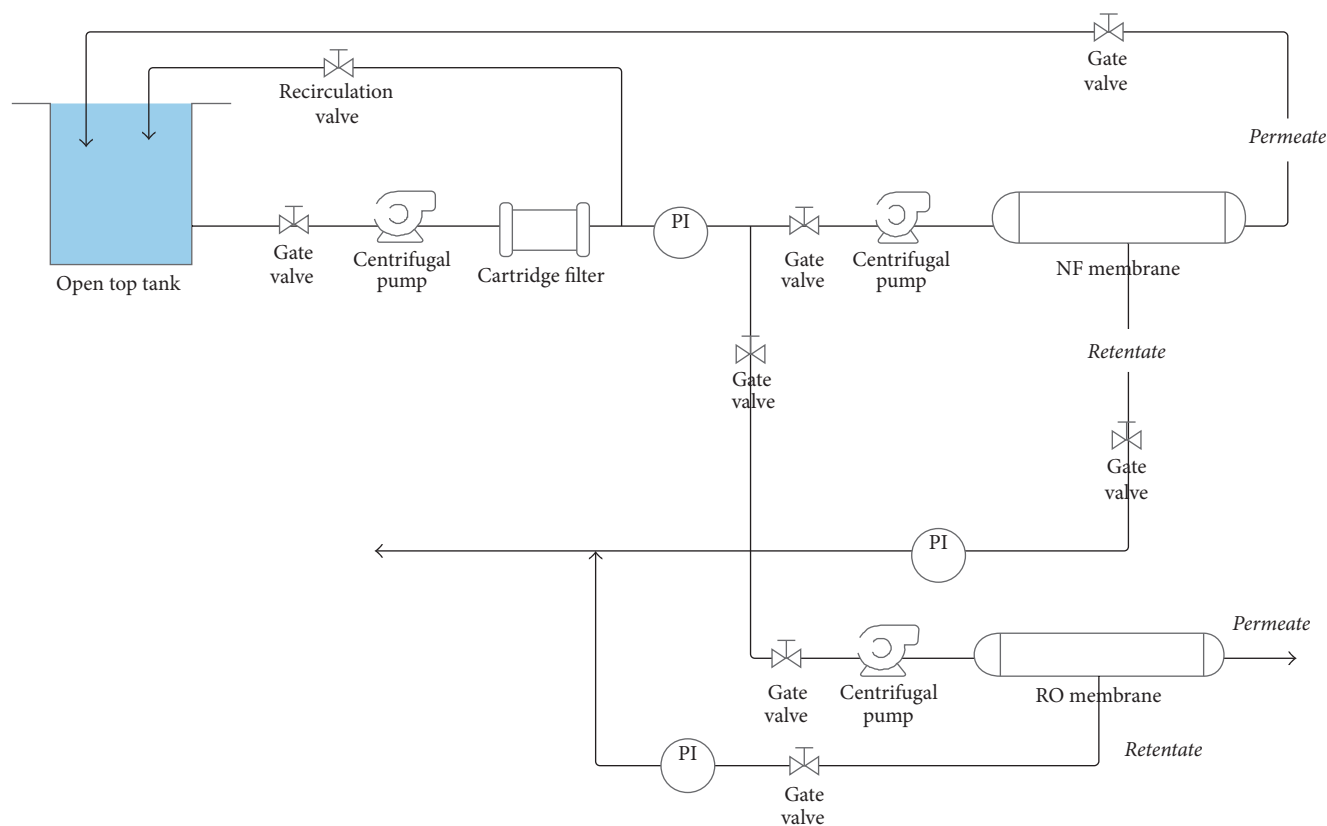 Gate
valve
Recirculation
valve
Permeate
PI
Gate
valve
Centrifugal
pump
Cartridge filter
Gate
valve
Centrifugal
pump
NF membrane
Open top tank
Retentate
Gate
valve
Gate
valve
PI
Permeate
Gate
valve
Centrifugal
pump
RO membrane
PI
Retentate
Gate
valve